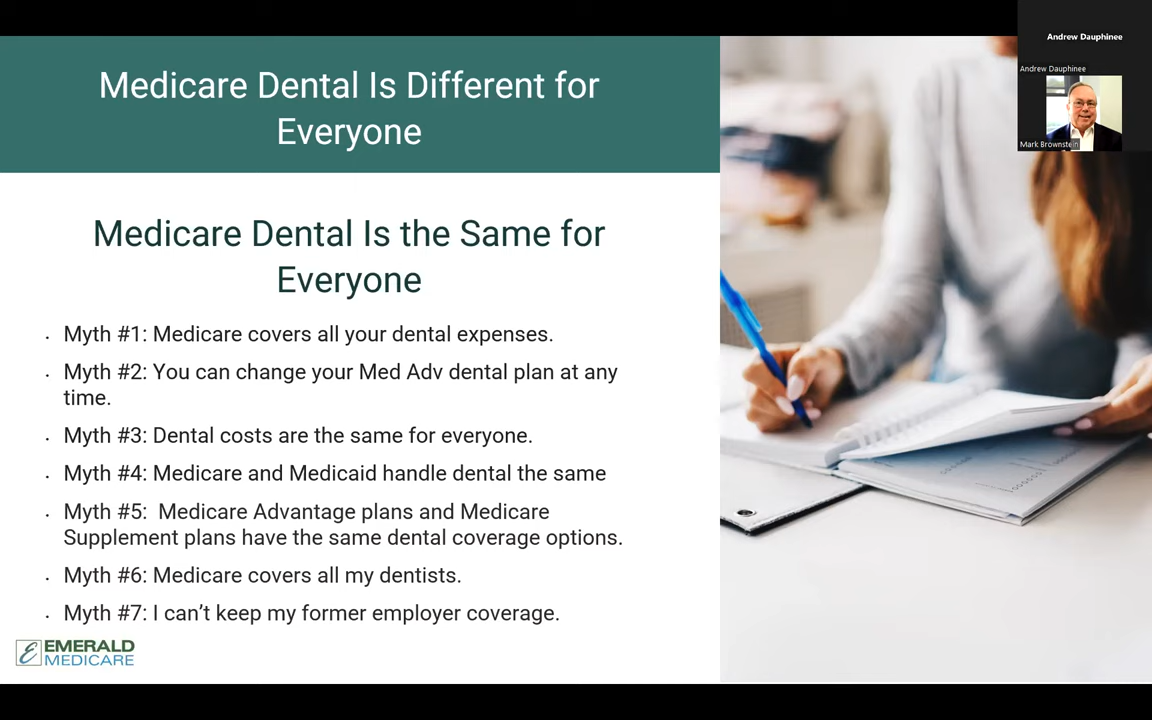 Medicare Dental Is Different for
Everyone
Medicare Dental Is the Same for
Everyone
· Myth #1: Medicare covers all your dental expenses.
· Myth #2: You can change your Med Adv dental plan at any
time.
· Myth #3: Dental costs are the same for everyone.
· Myth #4: Medicare and Medicaid handle dental the same
· Myth #5:  Medicare Advantage plans and Medicare
Supplement plans have the same dental coverage options.
· Myth #6: Medicare covers all my dentists.
· Myth #7: I can’t keep my former employer coverage.
E EMERALD
MEDICARE
Andrew Dauphinee
Andrew Dauphinee
Mark Brownstein